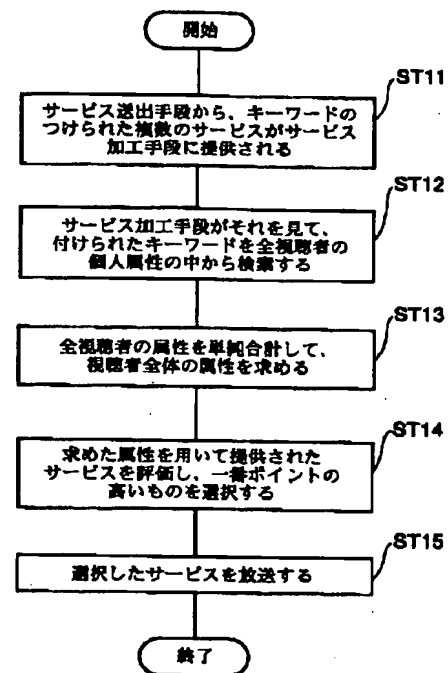 開始
ST11
サービス送出手段から、キーワードの
つけられた複数のサービスがサービス
加工手段に提供される
ST12
サービス加工手段がそれを見て、
付けられたキーワードを全視聴者の
個人属性の中から検索する
ST13
全視聴者の属性を単純合計して、
視聴者全体の属性を求める
ST14
求めた属性を用いて提供された
サービスを評価し、一番ポイントの
高いものを選択する
ST15
選択したサービスを放送する
終了